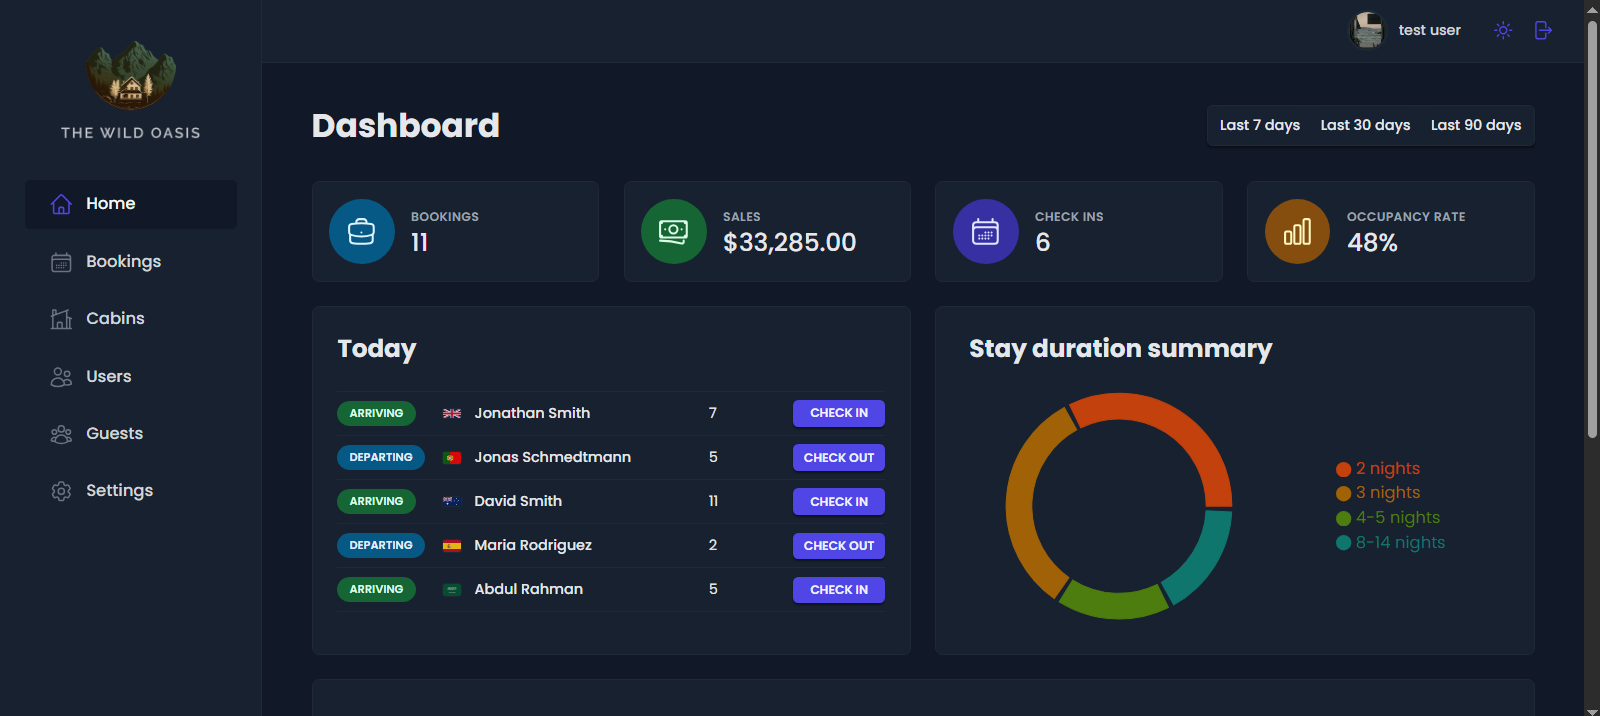 test user
THE WILD OASIS
Home
Bookings
Cabins
Users
Guests
Settings
Dashboard
Last 7 days Last 30 days Last 90 days
BOOKINGS
11
SALES
$33,285.00
CHECK INS
6
OCCUPANCY RATE
48%
Today
ARRIVING Jonathan Smith 7 CHECK IN
DEPARTING Jonas Schmedtmann 5 CHECK OUT
ARRIVING David Smith 11 CHECK IN
DEPARTING Maria Rodriguez 2 CHECK OUT
ARRIVING Abdul Rahman 5 CHECK IN
Stay duration summary
2 nights
3 nights
4-5 nights
8-14 nights